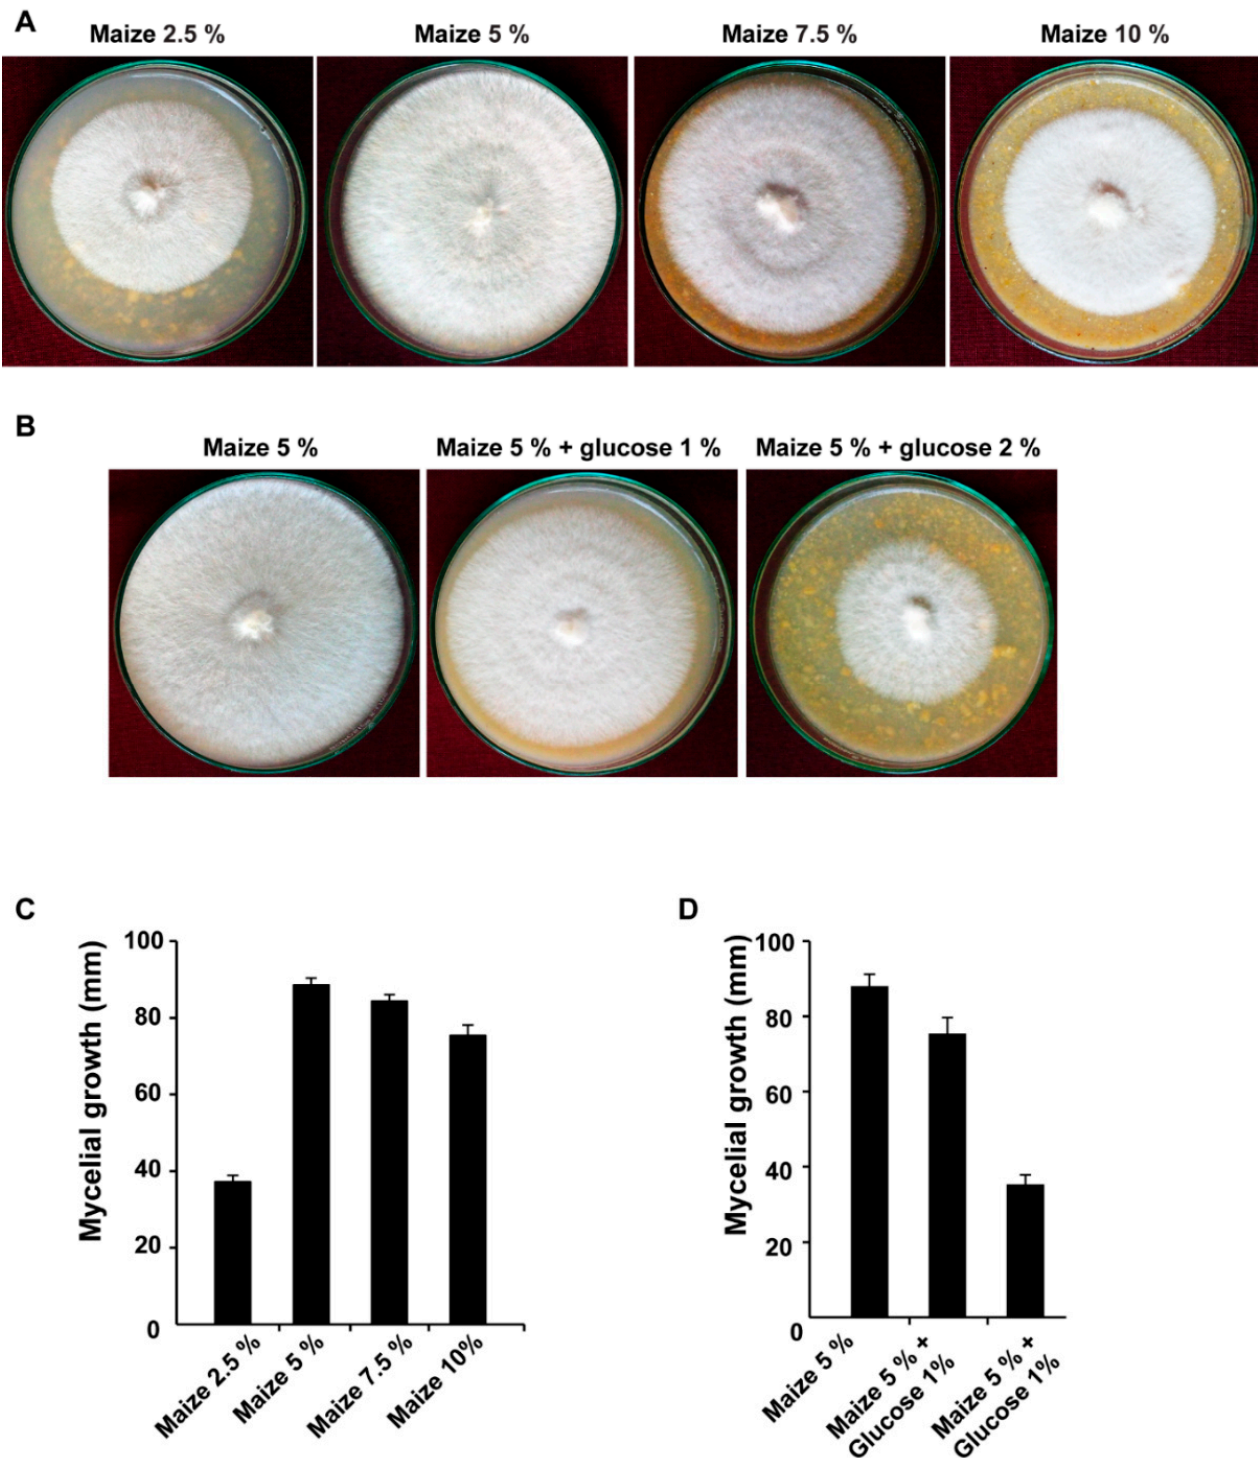 A
Maize 2.5 %
Maize 5 %
Maize 7.5 %
Maize 10 %
B
Maize 5 %
Maize 5 % + glucose 1 %
Maize 5 % + glucose 2 %
C
Mycelial growth (mm)
100
80
60
40
20
0
Maize 2.5 %
Maize 5 %
Maize 7.5 %
Maize 10%
D
Mycelial growth (mm)
100
80
60
40
20
0
Maize 5 %
Maize 5 % +
Glucose 1%
Maize 5 % +
Glucose 1%